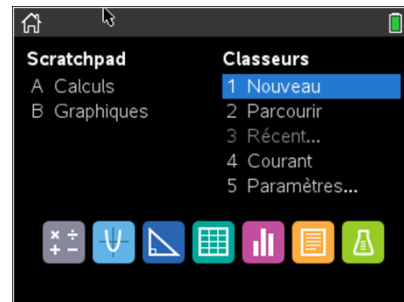 Scratchpad
A Calculs
B Graphiques
Classeurs
1 Nouveau
2 Parcourir
3 Récent...
4 Courant
5 Paramètres...